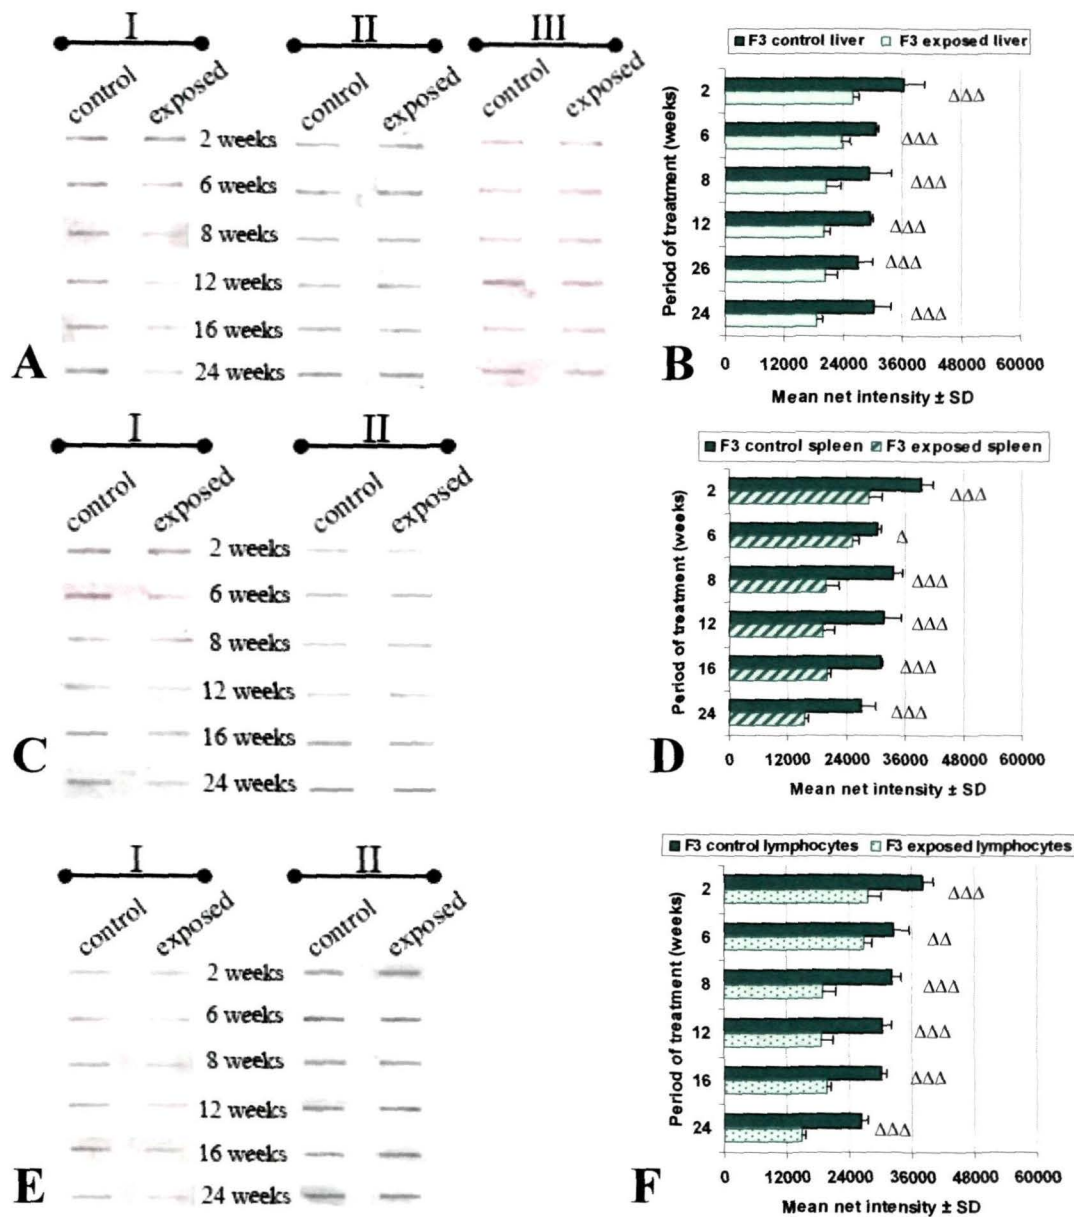 I II III
control exposed control exposed control exposed
2 weeks
6 weeks
8 weeks
12 weeks
16 weeks
24 weeks
A
F3 control liver F3 exposed liver
Period of treatment (weeks)
2
ΔΔΔ
6
ΔΔΔ
8
ΔΔΔ
12
ΔΔΔ
26
ΔΔΔ
24
ΔΔΔ
0 12000 24000 36000 48000 60000
Mean net intensity ± SD
B
I II
control exposed control exposed
2 weeks
6 weeks
8 weeks
12 weeks
16 weeks
24 weeks
C
F3 control spleen F3 exposed spleen
Period of treatment (weeks)
2
ΔΔΔ
6
Δ
8
ΔΔΔ
12
ΔΔΔ
16
ΔΔΔ
24
ΔΔΔ
0 12000 24000 36000 48000 60000
Mean net intensity ± SD
D
I II
control exposed control exposed
2 weeks
6 weeks
8 weeks
12 weeks
16 weeks
24 weeks
E
F3 control lymphocytes F3 exposed lymphocytes
Period of treatment (weeks)
2
ΔΔΔ
6
ΔΔ
8
ΔΔΔ
12
ΔΔΔ
16
ΔΔΔ
24
ΔΔΔ
0 12000 24000 36000 48000 60000
Mean net intensity ± SD
F